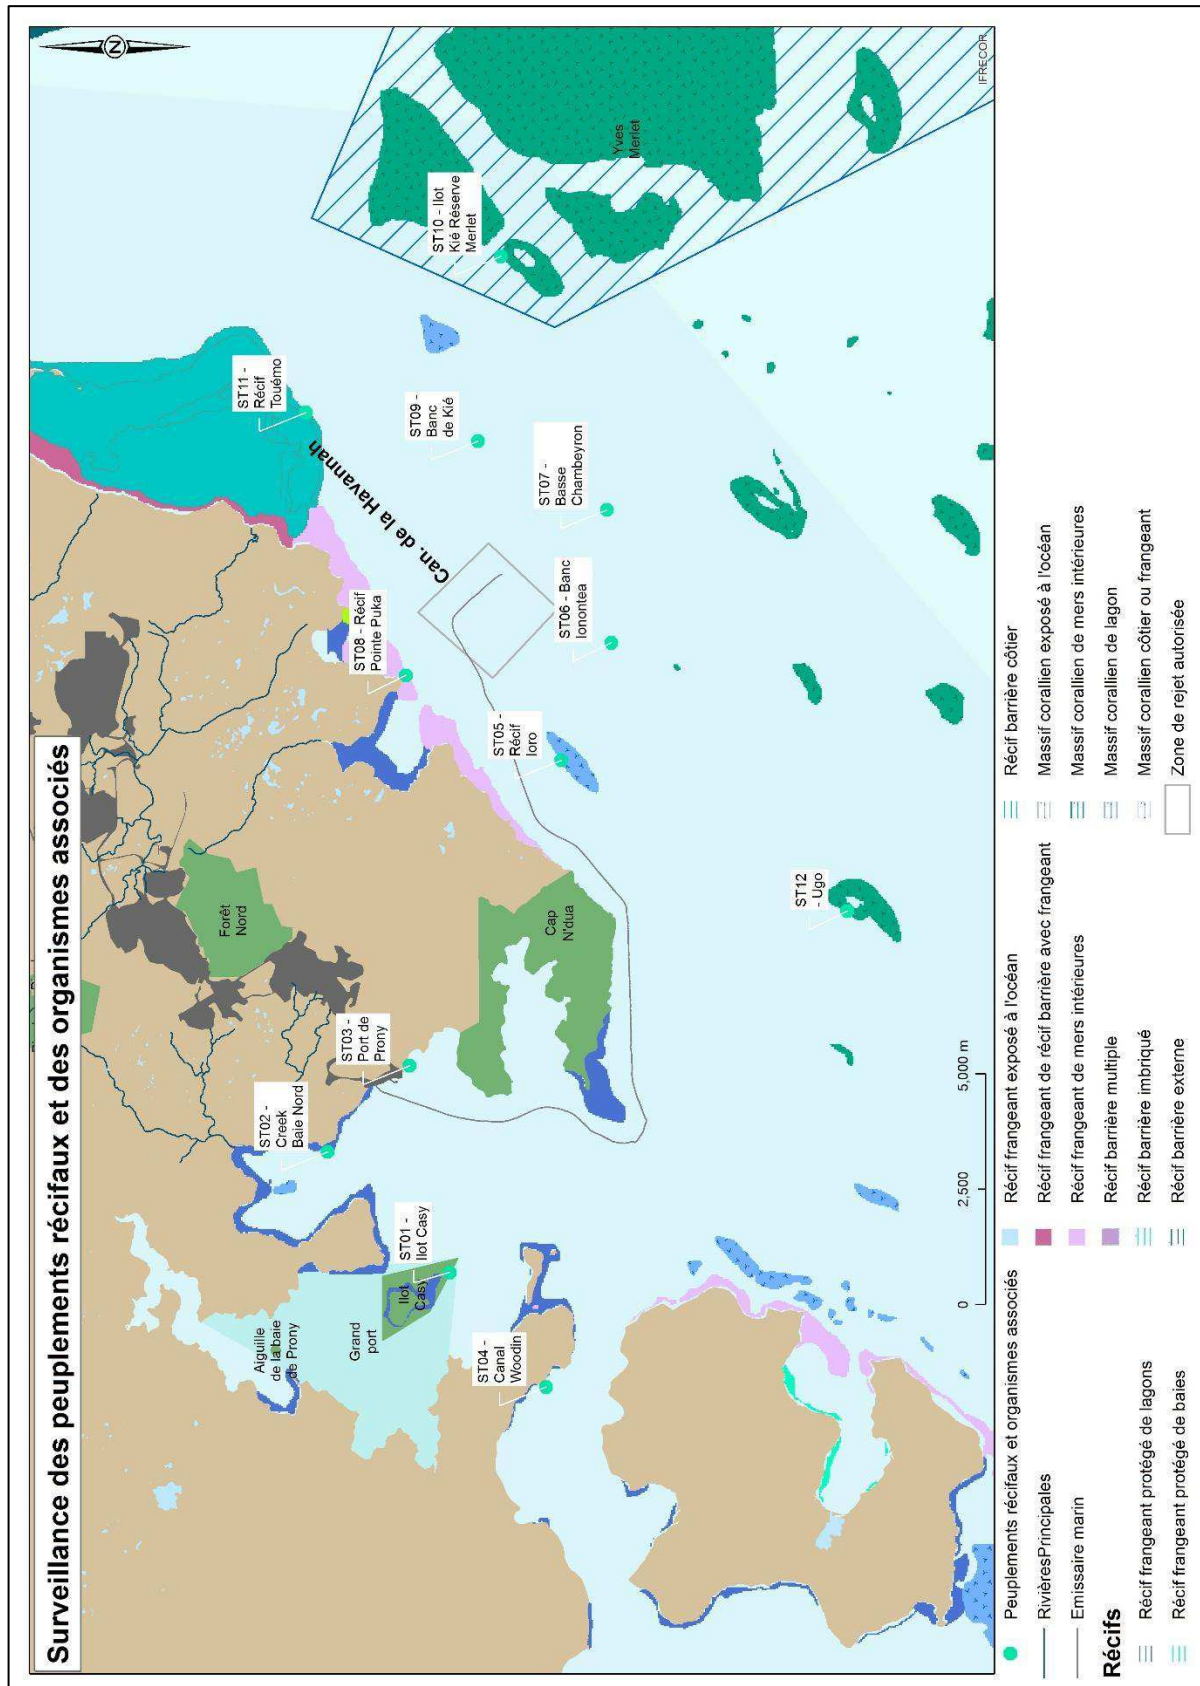 Surveillance des peuplements récifaux et des organismes associés
N
Forêt
Nord
Cap
N'dua
Aiguille
de la baie
de Prony
Grand
port
Ilot
Casy
Yves
Merlet
Can. de la Havannah
ST01 -
Ilot Casy
ST02 -
Creek
Baie Nord
ST03 -
Port de
Prony
ST04 -
Canal
Woodin
ST05 -
Récif
Ioro
ST06 - Banc
Ionontea
ST07 -
Basse
Chambeyron
ST08 - Récif
Pointe Puka
ST09 -
Banc
de Kié
ST10 - Ilot
Kié Réserve
Merlet
ST11 -
Récif
Touémo
ST12
- Ugo
0
2,500
5,000 m
IFRECOR
Peuplements récifaux et organismes associés
RivièresPrincipales
Emissaire marin
Récifs
Récif frangeant protégé de lagons
Récif frangeant protégé de baies
Récif frangeant exposé à l'océan
Récif frangeant de récif barrière avec frangeant
Récif frangeant de mers intérieures
Récif barrière multiple
Récif barrière imbriqué
Récif barrière externe
Récif barrière côtier
Massif corallien exposé à l'océan
Massif corallien de mers intérieures
Massif corallien de lagon
Massif corallien côtier ou frangeant
Zone de rejet autorisée